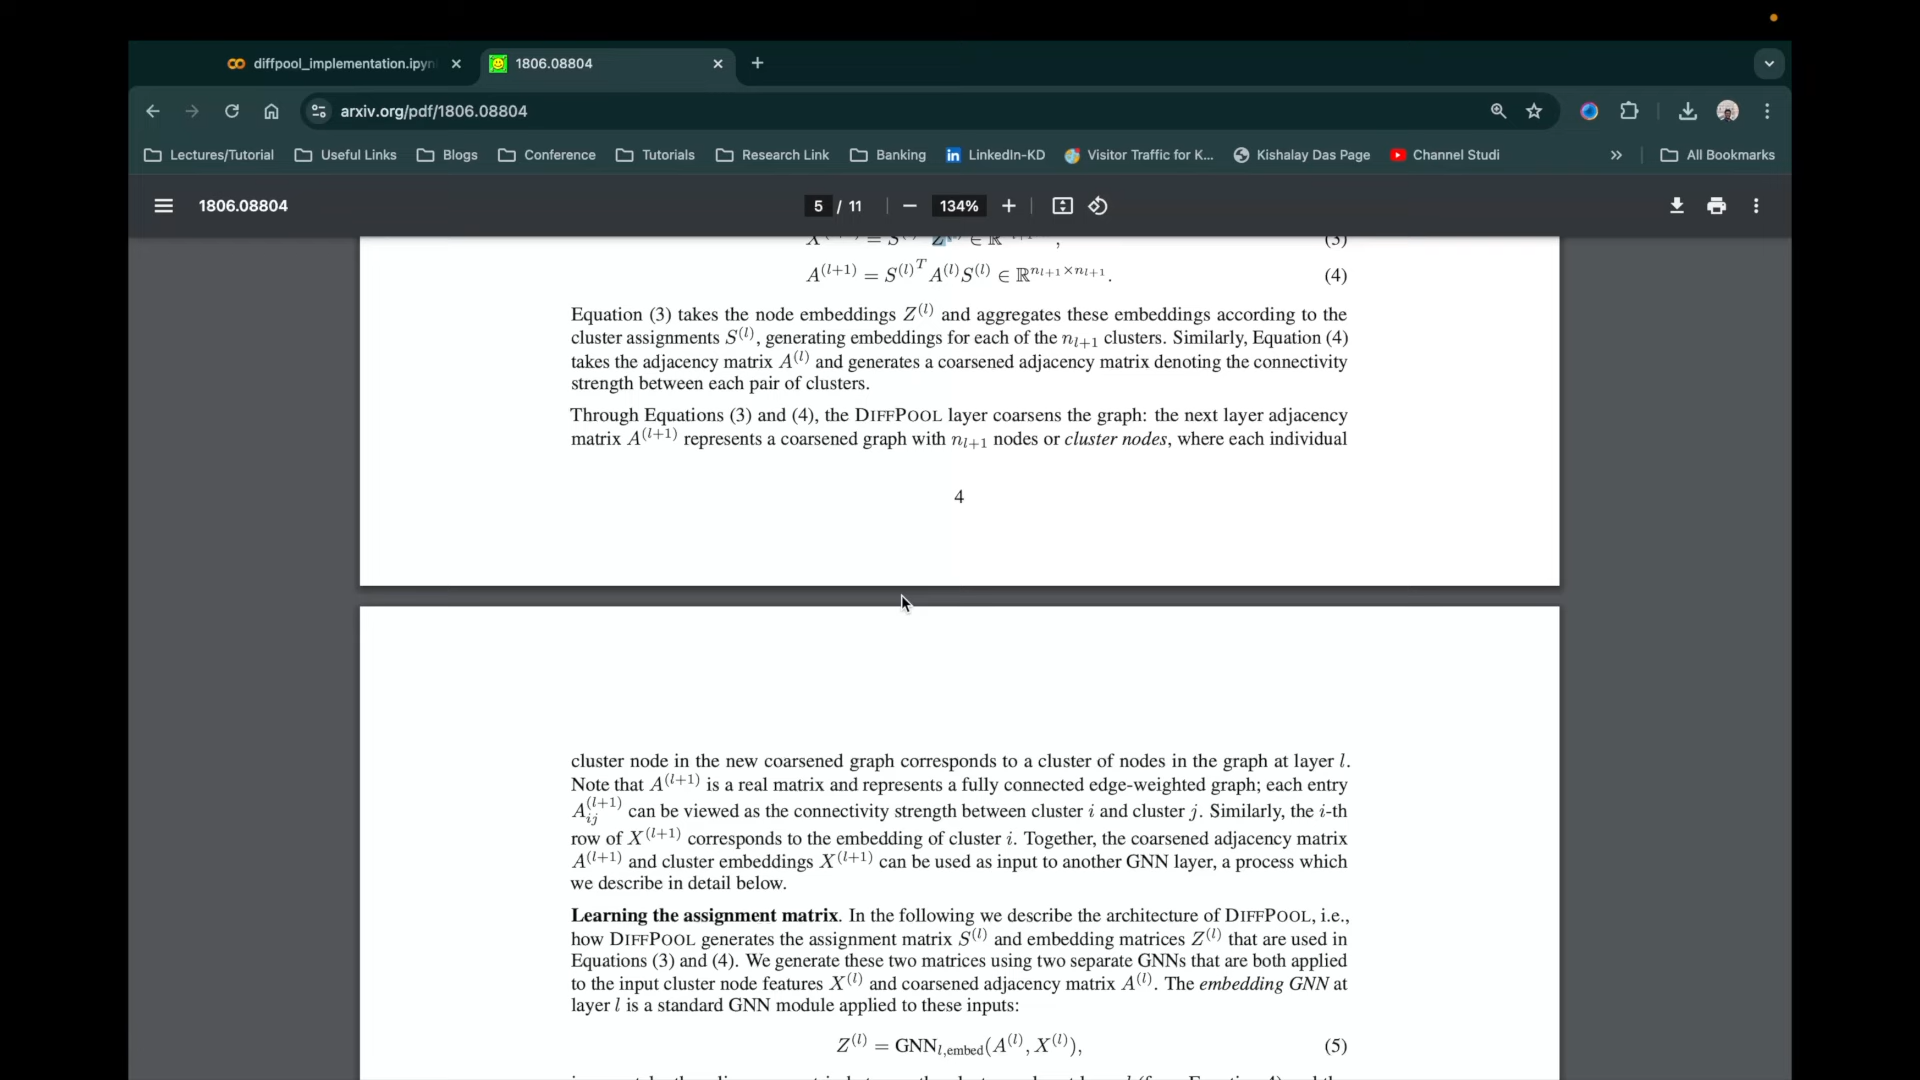 diffpool_implementation.ipyn
1806.08804
arxiv.org/pdf/1806.08804
Lectures/Tutorial
Useful Links
Blogs
Conference
Tutorials
Research Link
Banking
LinkedIn-KD
Visitor Traffic for K...
Kishalay Das Page
Channel Studi
All Bookmarks
1806.08804
5 / 11
134%
(3)
A^{(l+1)} = S^{(l)^T} A^{(l)} S^{(l)} ∈ ℝ^{n_{l+1}×n_{l+1}}. (4)
Equation (3) takes the node embeddings Z^{(l)} and aggregates these embeddings according to the
cluster assignments S^{(l)}, generating embeddings for each of the n_{l+1} clusters. Similarly, Equation (4)
takes the adjacency matrix A^{(l)} and generates a coarsened adjacency matrix denoting the connectivity
strength between each pair of clusters.
Through Equations (3) and (4), the DIFFPOOL layer coarsens the graph: the next layer adjacency
matrix A^{(l+1)} represents a coarsened graph with n_{l+1} nodes or cluster nodes, where each individual
4
cluster node in the new coarsened graph corresponds to a cluster of nodes in the graph at layer l.
Note that A^{(l+1)} is a real matrix and represents a fully connected edge-weighted graph; each entry
A_{ij}^{(l+1)} can be viewed as the connectivity strength between cluster i and cluster j. Similarly, the i-th
row of X^{(l+1)} corresponds to the embedding of cluster i. Together, the coarsened adjacency matrix
A^{(l+1)} and cluster embeddings X^{(l+1)} can be used as input to another GNN layer, a process which
we describe in detail below.
Learning the assignment matrix. In the following we describe the architecture of DIFFPOOL, i.e.,
how DIFFPOOL generates the assignment matrix S^{(l)} and embedding matrices Z^{(l)} that are used in
Equations (3) and (4). We generate these two matrices using two separate GNNs that are both applied
to the input cluster node features X^{(l)} and coarsened adjacency matrix A^{(l)}. The embedding GNN at
layer l is a standard GNN module applied to these inputs:
Z^{(l)} = GNN_{l,embed}(A^{(l)}, X^{(l)}), (5)